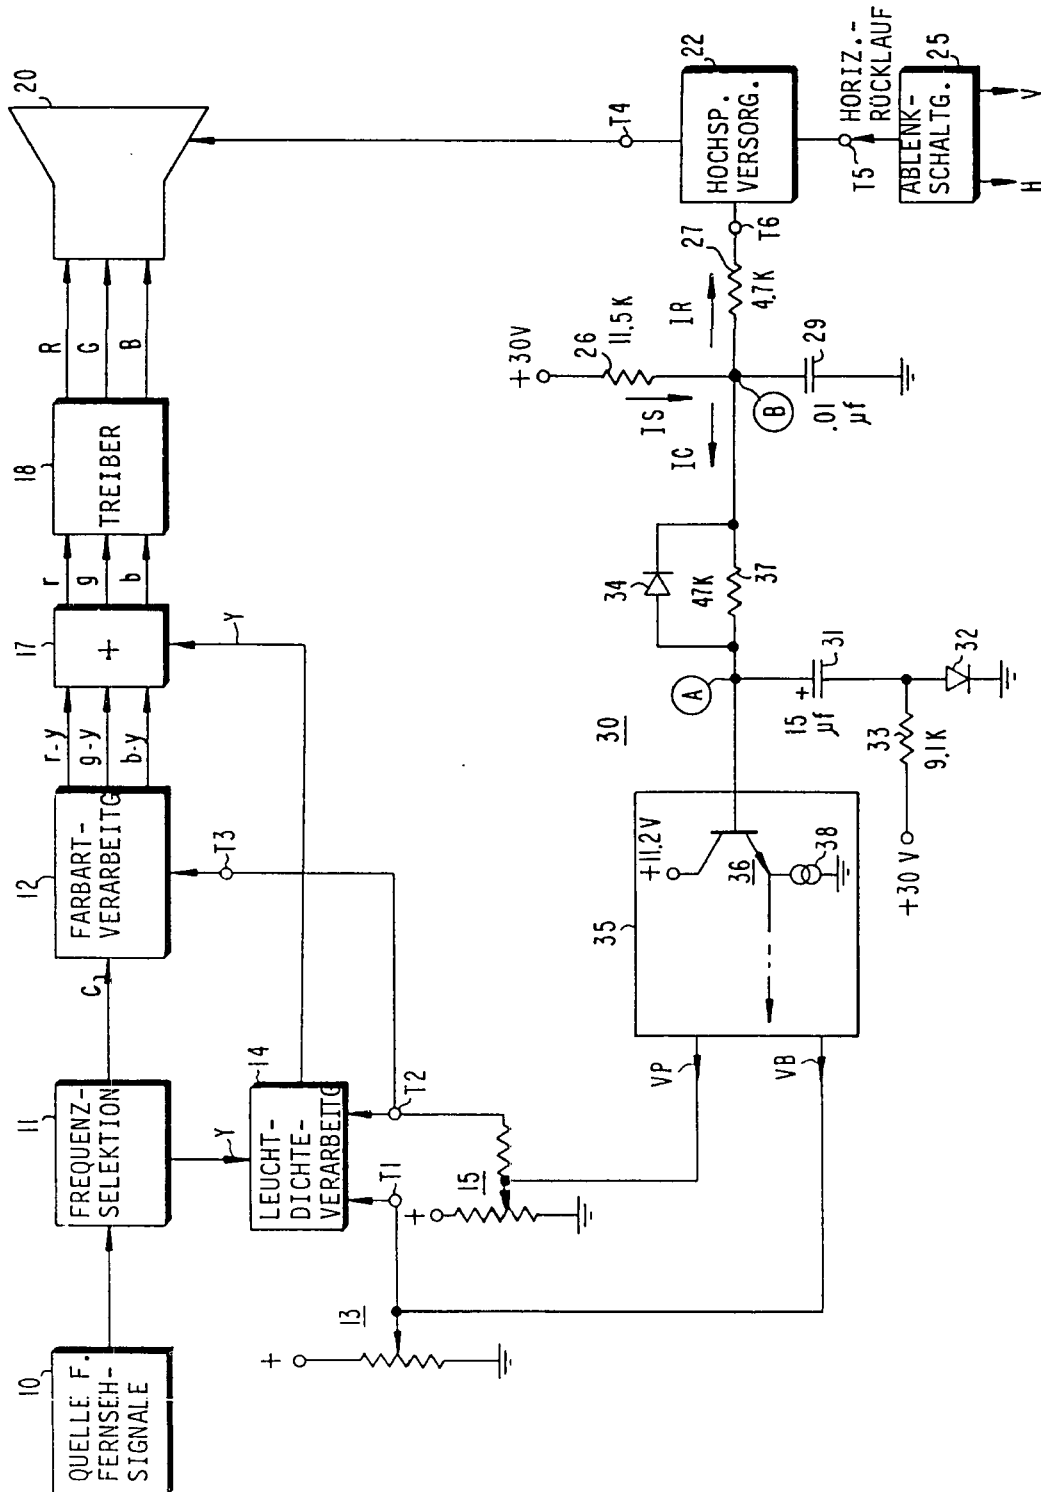 10
QUELLE F.
FERNSEH-
SIGNALE
11
FREQUENZ-
SELEKTION
C
12
FARBART-
VERARBEITG
r-y
g-y
b-y
17
+
r
g
b
18
TREIBER
R
G
B
20
Y
14
LEUCHT-
DICHTE-
VERARBEITG
Y
T3
T1
T2
13
+
15
+
VP
VB
35
+11.2V
36
38
30
A
15
μf
+
31
32
33
9.1K
+30V
34
47K
37
IC
IS
IR
+30V
26
11.5K
B
29
.01
μf
27
4.7K
T6
T4
22
HOCHSP.
VERSORG.
T5
HORIZ.-
RÜCKLAUF
25
ABLENK-
SCHALTG.
H
V